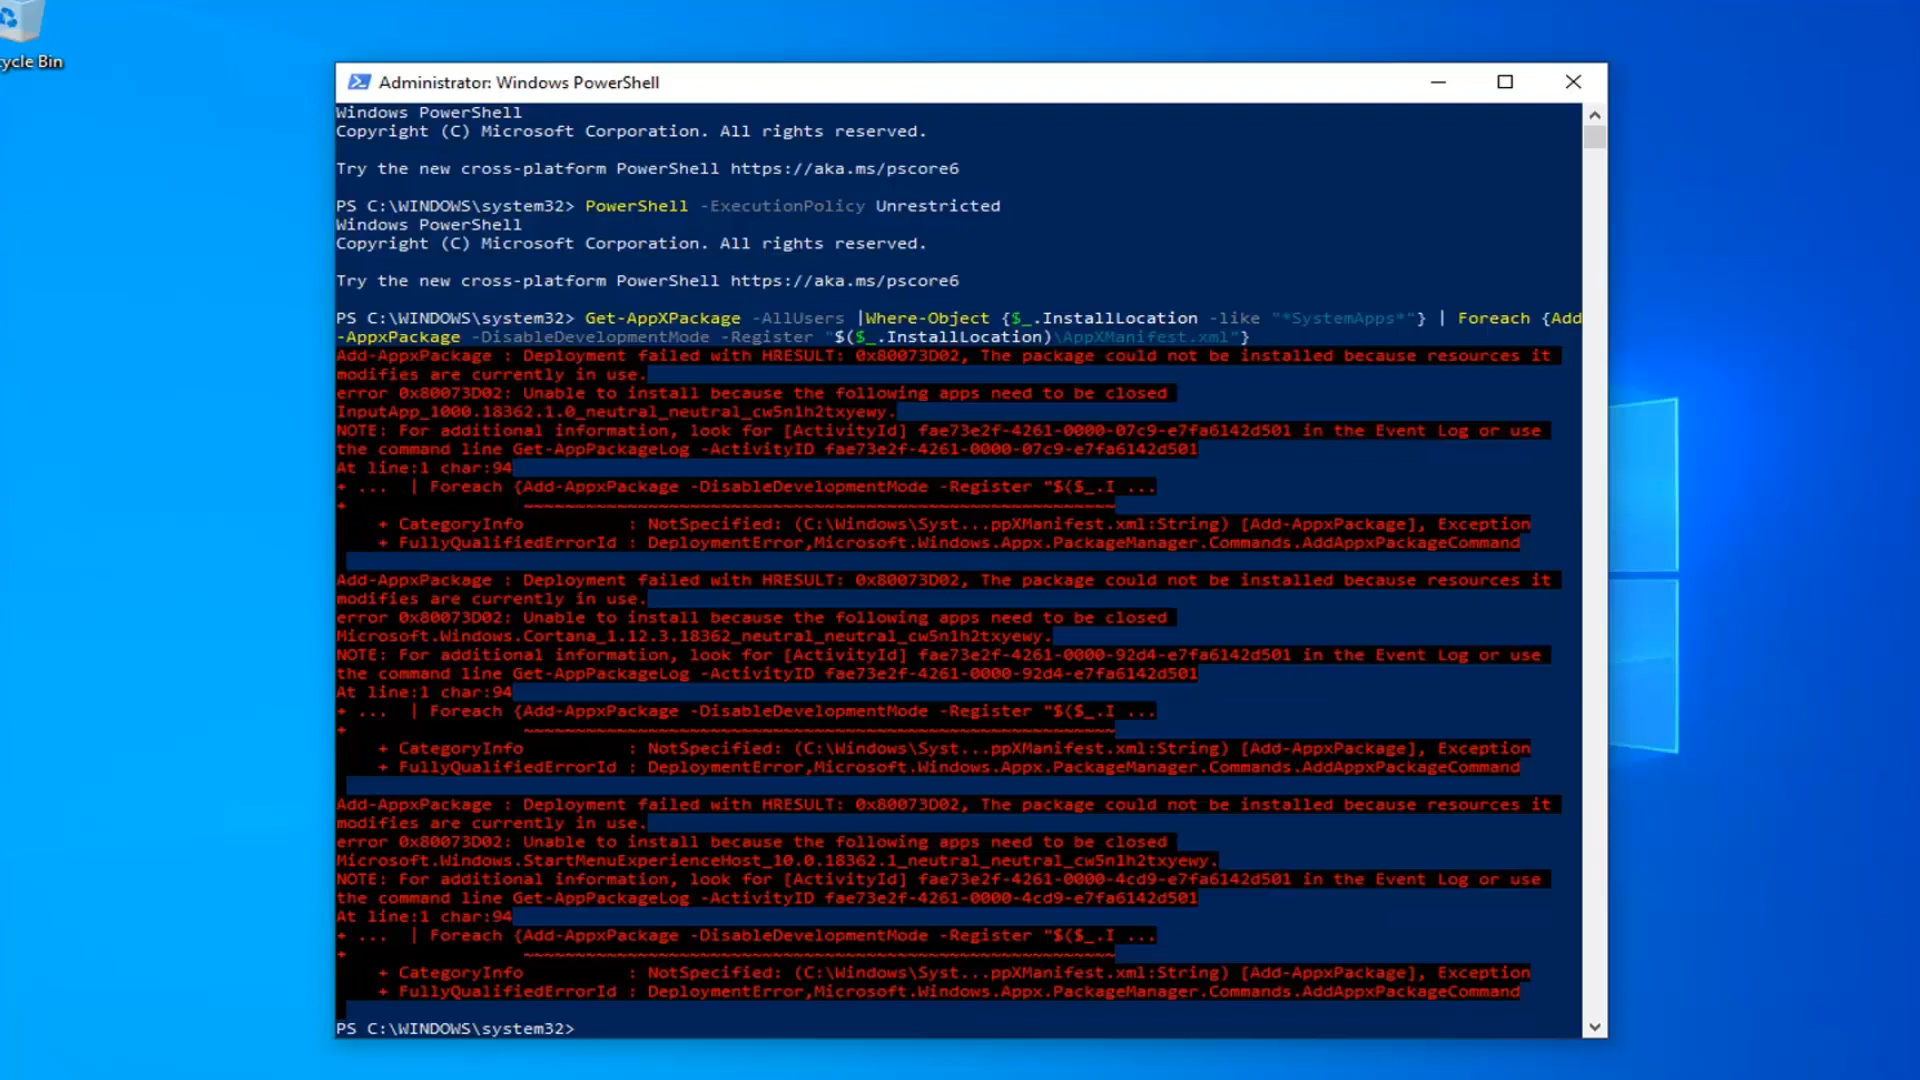 cycle Bin
Administrator: Windows PowerShell
Windows PowerShell
Copyright (C) Microsoft Corporation. All rights reserved.
Try the new cross-platform PowerShell https://aka.ms/pscore6
PS C:\WINDOWS\system32> PowerShell -ExecutionPolicy Unrestricted
Windows PowerShell
Copyright (C) Microsoft Corporation. All rights reserved.
Try the new cross-platform PowerShell https://aka.ms/pscore6
PS C:\WINDOWS\system32> Get-AppXPackage -AllUsers |Where-Object {$_.InstallLocation -like "*SystemApps*"} | Foreach {Add
-AppxPackage -DisableDevelopmentMode -Register "$($_.InstallLocation)\AppXManifest.xml"}
Add-AppxPackage : Deployment failed with HRESULT: 0x80073D02, The package could not be installed because resources it
modifies are currently in use.
error 0x80073D02: Unable to install because the following apps need to be closed
InputApp_1000.18362.1.0_neutral_neutral_cw5n1h2txyewy.
NOTE: For additional information, look for [ActivityId] fae73e2f-4261-0000-07c9-e7fa6142d501 in the Event Log or use
the command line Get-AppPackageLog -ActivityID fae73e2f-4261-0000-07c9-e7fa6142d501
At line:1 char:94
+ ...  | Foreach {Add-AppxPackage -DisableDevelopmentMode -Register "$($_.I ...
+                 ~~~~~~~~~~~~~~~~~~~~~~~~~~~~~~~~~~~~~~~~~~~~~~~~~~~~~~~~~
    + CategoryInfo          : NotSpecified: (C:\Windows\Syst...ppXManifest.xml:String) [Add-AppxPackage], Exception
    + FullyQualifiedErrorId : DeploymentError,Microsoft.Windows.Appx.PackageManager.Commands.AddAppxPackageCommand
Add-AppxPackage : Deployment failed with HRESULT: 0x80073D02, The package could not be installed because resources it
modifies are currently in use.
error 0x80073D02: Unable to install because the following apps need to be closed
Microsoft.Windows.Cortana_1.12.3.18362_neutral_neutral_cw5n1h2txyewy.
NOTE: For additional information, look for [ActivityId] fae73e2f-4261-0000-92d4-e7fa6142d501 in the Event Log or use
the command line Get-AppPackageLog -ActivityID fae73e2f-4261-0000-92d4-e7fa6142d501
At line:1 char:94
+ ...  | Foreach {Add-AppxPackage -DisableDevelopmentMode -Register "$($_.I ...
+                 ~~~~~~~~~~~~~~~~~~~~~~~~~~~~~~~~~~~~~~~~~~~~~~~~~~~~~~~~~
    + CategoryInfo          : NotSpecified: (C:\Windows\Syst...ppXManifest.xml:String) [Add-AppxPackage], Exception
    + FullyQualifiedErrorId : DeploymentError,Microsoft.Windows.Appx.PackageManager.Commands.AddAppxPackageCommand
Add-AppxPackage : Deployment failed with HRESULT: 0x80073D02, The package could not be installed because resources it
modifies are currently in use.
error 0x80073D02: Unable to install because the following apps need to be closed
Microsoft.Windows.StartMenuExperienceHost_10.0.18362.1_neutral_neutral_cw5n1h2txyewy.
NOTE: For additional information, look for [ActivityId] fae73e2f-4261-0000-4cd9-e7fa6142d501 in the Event Log or use
the command line Get-AppPackageLog -ActivityID fae73e2f-4261-0000-4cd9-e7fa6142d501
At line:1 char:94
+ ...  | Foreach {Add-AppxPackage -DisableDevelopmentMode -Register "$($_.I ...
+                 ~~~~~~~~~~~~~~~~~~~~~~~~~~~~~~~~~~~~~~~~~~~~~~~~~~~~~~~~~
    + CategoryInfo          : NotSpecified: (C:\Windows\Syst...ppXManifest.xml:String) [Add-AppxPackage], Exception
    + FullyQualifiedErrorId : DeploymentError,Microsoft.Windows.Appx.PackageManager.Commands.AddAppxPackageCommand
PS C:\WINDOWS\system32>